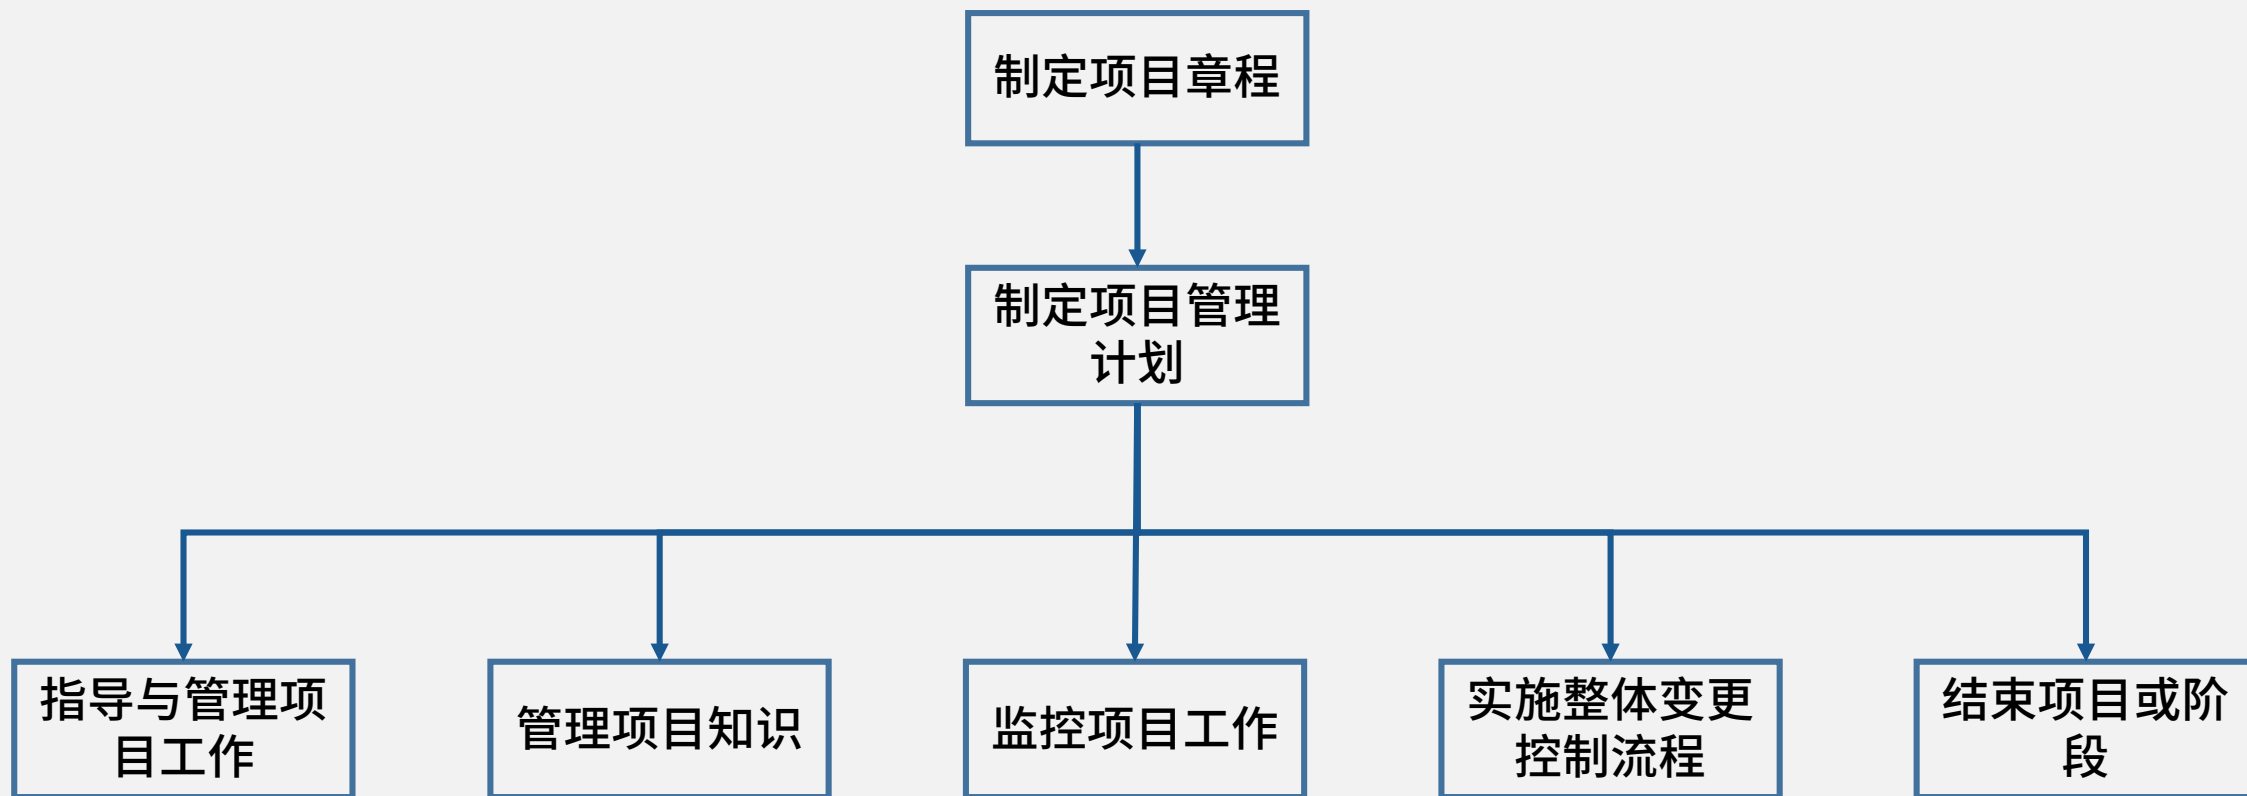 制定项目章程
制定项目管理
计划
指导与管理项
目工作
管理项目知识
监控项目工作
实施整体变更
控制流程
结束项目或阶
段